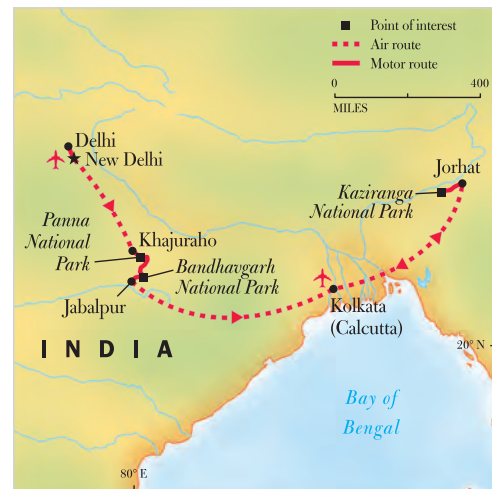 Point of interest
Air route
Motor route
0
400
MILES
Delhi
New Delhi
Jorhat
Kaziranga
National Park
Panna
National
Park
Khajuraho
Bandhavgarh
National Park
Jabalpur
Kolkata
(Calcutta)
INDIA
20° N
Bay of
Bengal
80° E